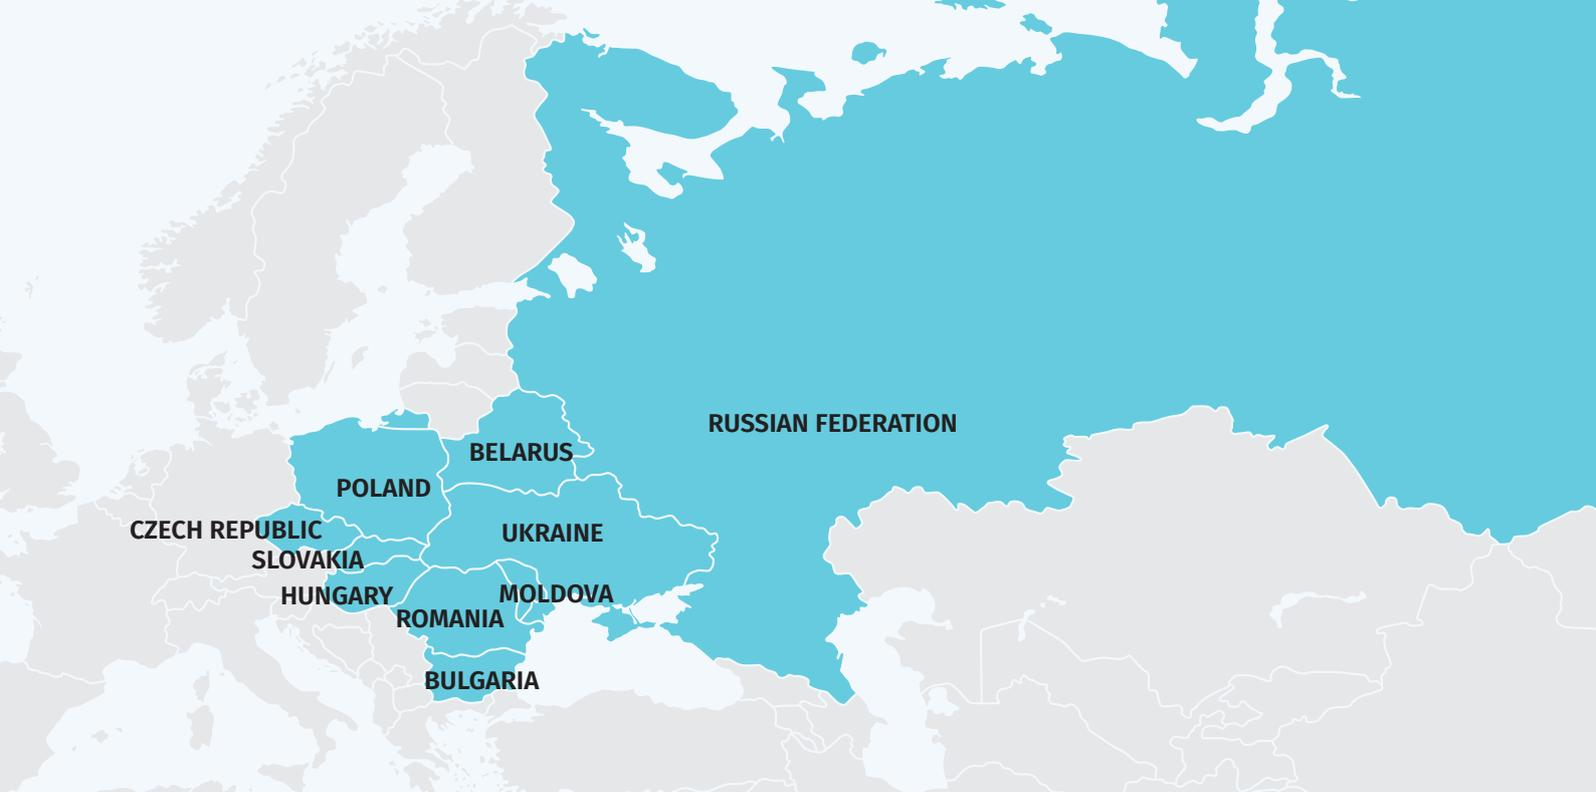 RUSSIAN FEDERATION
BELARUS
POLAND
CZECH REPUBLIC
UKRAINE
SLOVAKIA
HUNGARY
MOLDOVA
ROMANIA
BULGARIA